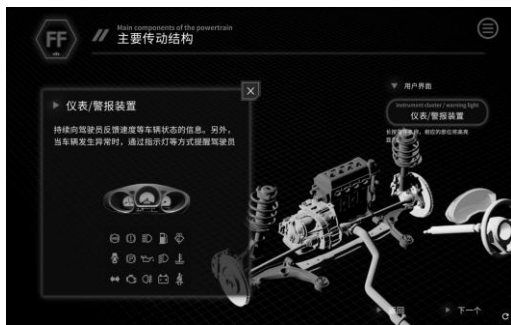 FF
Main components of the powertrain
主要传动结构
仪表/警报装置
持续向驾驶员反馈速度等车辆状态的信息。另外，
当车辆发生异常时，通过指示灯等方式提醒驾驶员
用户界面
Instrument cluster / warning light
仪表/警报装置
下一个